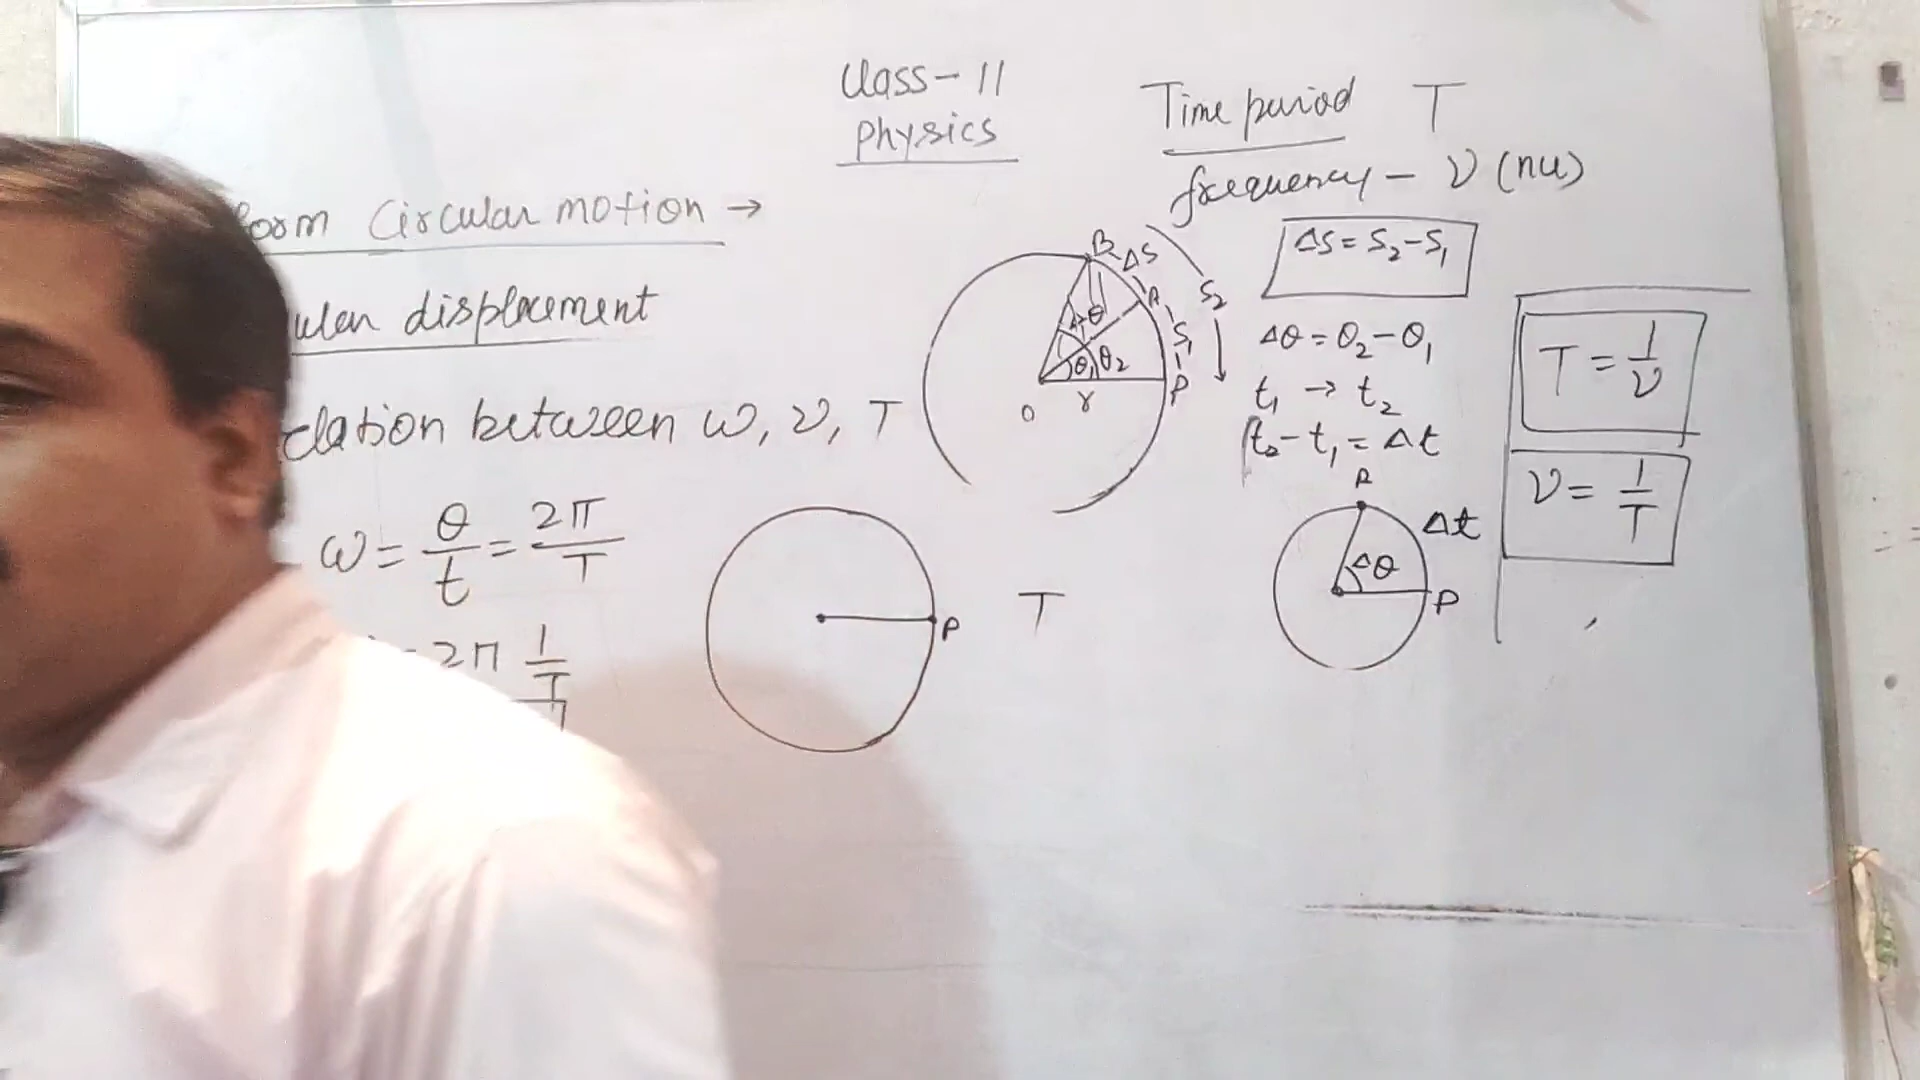 Class - 11
Physics
Time period T
frequency - ν (nu)
form Circular motion →
displacement
between ω, ν, T
ω = θ/t = 2π/T
2π 1/T
B
ΔS
A
S₂
S₁
Δθ
θ₁ θ₂
O
r
P
ΔS = S₂ - S₁
Δθ = θ₂ - θ₁
t₁ → t₂
t₂ - t₁ = Δt
T = 1/ν
ν = 1/T
P
T
A
Δt
Δθ
P